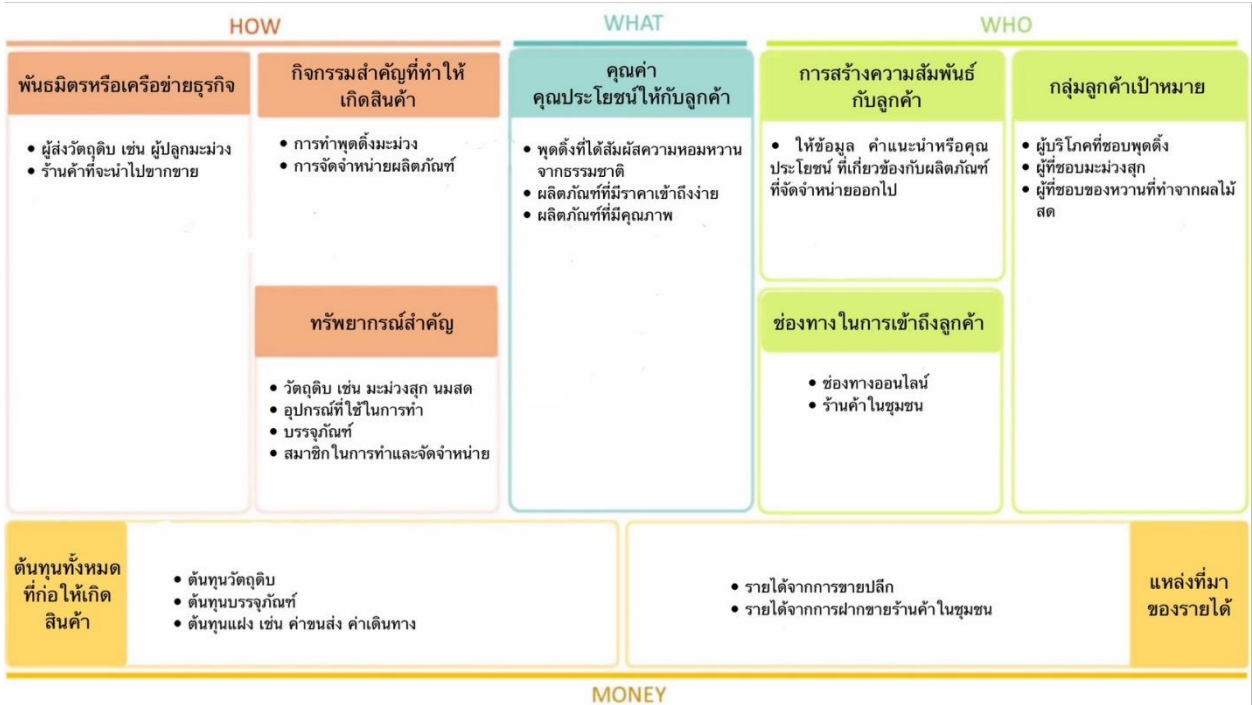 HOW
WHAT
WHO
พันธมิตรหรือเครือข่ายธุรกิจ
• ผู้ส่งวัตถุดิบ เช่น ผู้ปลูกมะม่วง
• ร้านค้าที่จะนำไปขากขาย
กิจกรรมสำคัญที่ทำให้
เกิดสินค้า
• การทำพุดดิ้งมะม่วง
• การจัดจำหน่ายผลิตภัณฑ์
ทรัพยากรณ์สำคัญ
• วัตถุดิบ เช่น มะม่วงสุก นมสด
• อุปกรณ์ที่ใช้ในการทำ
• บรรจุภัณฑ์
• สมาชิกในการทำและจัดจำหน่าย
คุณค่า
คุณประโยชน์ให้กับลูกค้า
• พุดดิ้งที่ได้สัมผัสความหอมหวาน
จากธรรมชาติ
• ผลิตภัณฑ์ที่มีราคาเข้าถึงง่าย
• ผลิตภัณฑ์ที่มีคุณภาพ
การสร้างความสัมพันธ์
กับลูกค้า
• ให้ข้อมูล คำแนะนำหรือคุณ
ประโยชน์ ที่เกี่ยวข้องกับผลิตภัณฑ์
ที่จัดจำหน่ายออกไป
ช่องทางในการเข้าถึงลูกค้า
• ช่องทางออนไลน์
• ร้านค้าในชุมชน
กลุ่มลูกค้าเป้าหมาย
• ผู้บริโภคที่ชอบพุดดิ้ง
• ผู้ที่ชอบมะม่วงสุก
• ผู้ที่ชอบของหวานที่ทำจากผลไม้
สด
ต้นทุนทั้งหมด
ที่ก่อให้เกิด
สินค้า
• ต้นทุนวัตถุดิบ
• ต้นทุนบรรจุภัณฑ์
• ต้นทุนแฝง เช่น ค่าขนส่ง ค่าเดินทาง
• รายได้จากการขายปลีก
• รายได้จากการฝากขายร้านค้าในชุมชน
แหล่งที่มา
ของรายได้
MONEY